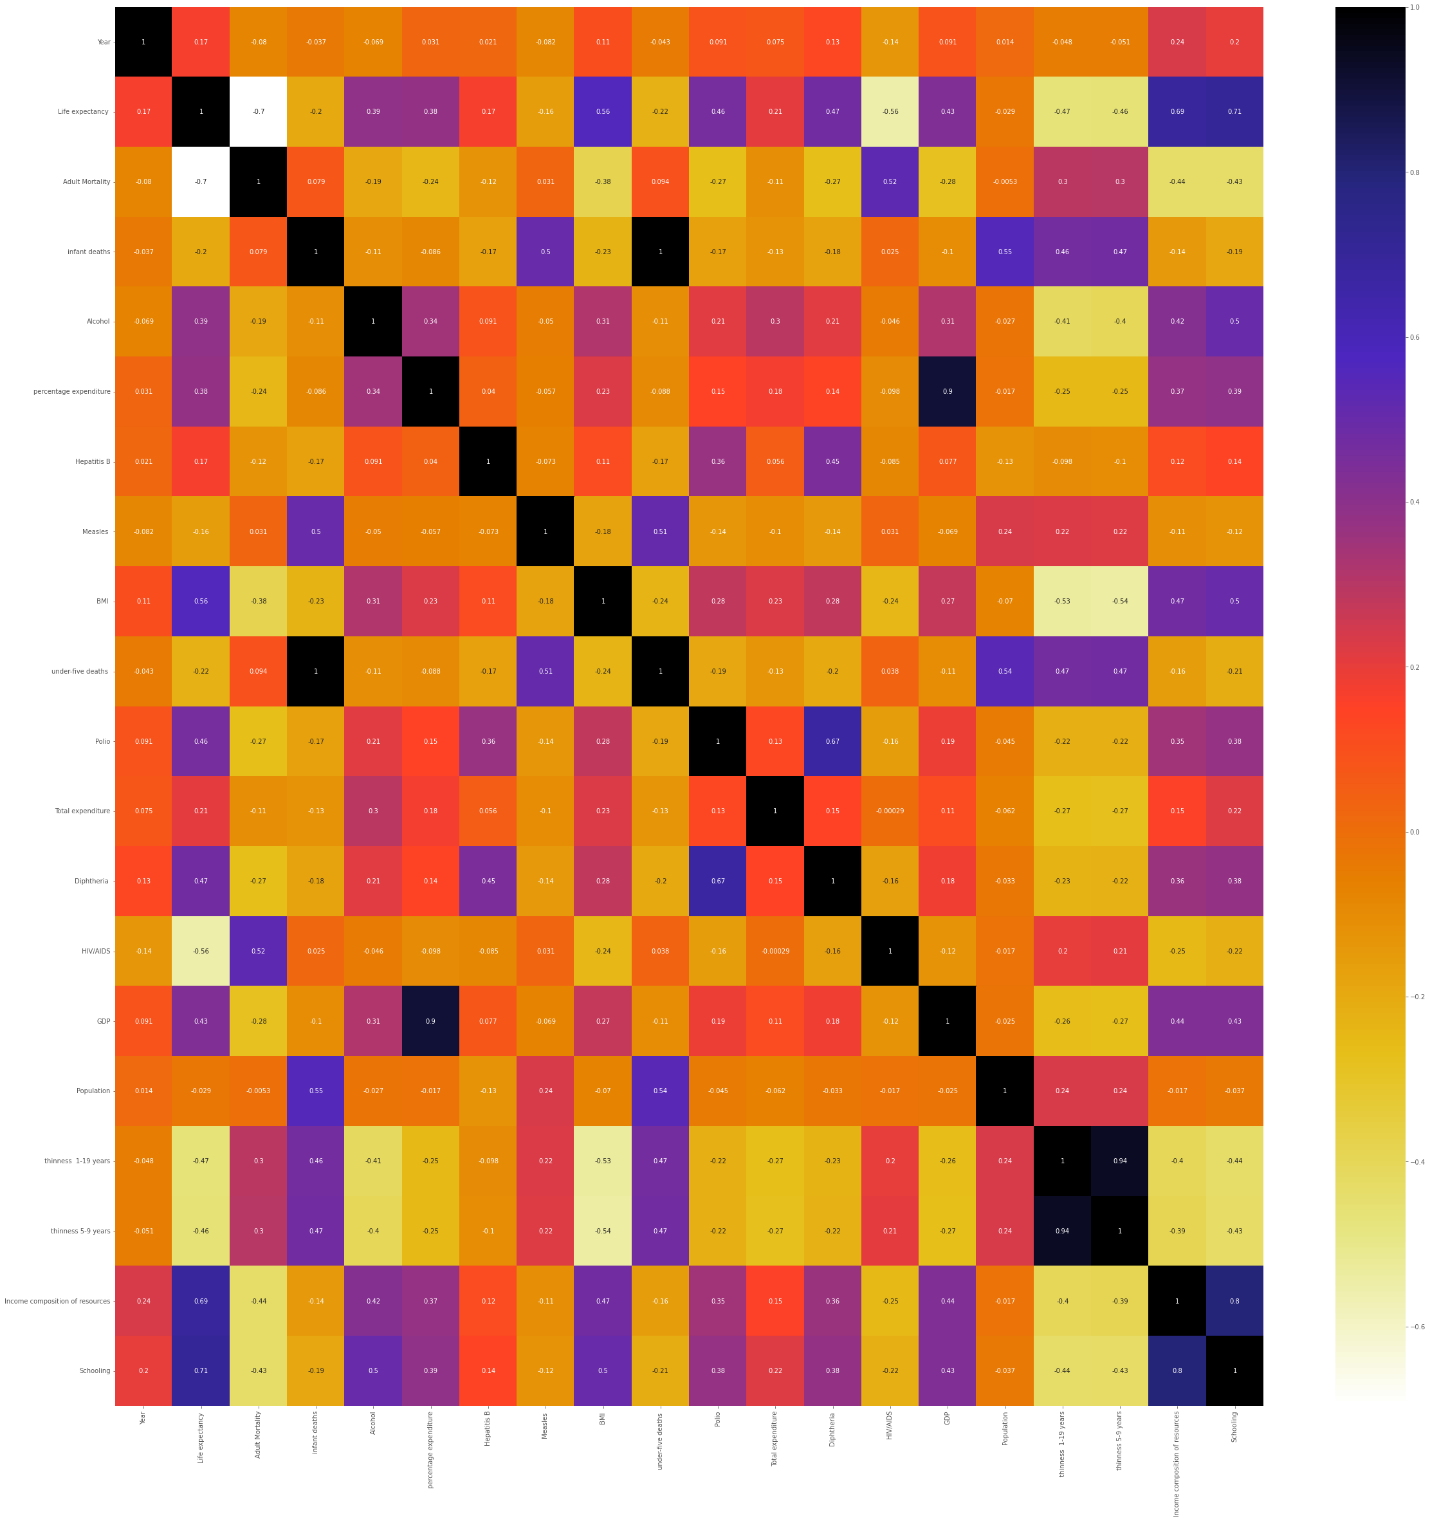 Year 1 0.17 -0.08 -0.037 -0.069 0.031 0.021 -0.082 0.11 -0.043 0.091 0.075 0.13 -0.14 0.091 0.014 -0.048 -0.051 0.24 0.2
Life expectancy 0.17 1 -0.7 -0.2 0.39 0.38 0.17 -0.16 0.56 -0.22 0.46 0.21 0.47 -0.56 0.43 -0.029 -0.47 -0.46 0.69 0.71
Adult Mortality -0.08 -0.7 1 0.079 -0.19 -0.24 -0.12 0.031 -0.38 0.094 -0.27 -0.11 -0.27 0.52 -0.28 -0.0053 0.3 0.3 -0.44 -0.43
infant deaths -0.037 -0.2 0.079 1 -0.11 -0.086 -0.17 0.5 -0.23 1 -0.17 -0.13 -0.18 0.025 -0.1 0.55 0.46 0.47 -0.14 -0.19
Alcohol -0.069 0.39 -0.19 -0.11 1 0.34 0.091 -0.05 0.31 -0.11 0.21 0.3 0.21 -0.046 0.31 -0.027 -0.41 -0.4 0.42 0.5
percentage expenditure 0.031 0.38 -0.24 -0.086 0.34 1 0.04 -0.057 0.23 -0.088 0.15 0.18 0.14 -0.098 0.9 -0.017 -0.25 -0.25 0.37 0.39
Hepatitis B 0.021 0.17 -0.12 -0.17 0.091 0.04 1 -0.073 0.11 -0.17 0.36 0.056 0.45 -0.085 0.077 -0.13 -0.098 -0.1 0.12 0.14
Measles -0.082 -0.16 0.031 0.5 -0.05 -0.057 -0.073 1 -0.18 0.51 -0.14 -0.1 -0.14 0.031 -0.069 0.24 0.22 0.22 -0.11 -0.12
BMI 0.11 0.56 -0.38 -0.23 0.31 0.23 0.11 -0.18 1 -0.24 0.28 0.23 0.28 -0.24 0.27 -0.07 -0.53 -0.54 0.47 0.5
under-five deaths -0.043 -0.22 0.094 1 -0.11 -0.088 -0.17 0.51 -0.24 1 -0.19 -0.13 -0.2 0.038 -0.11 0.54 0.47 0.47 -0.16 -0.21
Polio 0.091 0.46 -0.27 -0.17 0.21 0.15 0.36 -0.14 0.28 -0.19 1 0.13 0.67 -0.16 0.19 -0.045 -0.22 -0.22 0.35 0.38
Total expenditure 0.075 0.21 -0.11 -0.13 0.3 0.18 0.056 -0.1 0.23 -0.13 0.13 1 0.15 -0.00029 0.11 -0.062 -0.27 -0.27 0.15 0.22
Diphtheria 0.13 0.47 -0.27 -0.18 0.21 0.14 0.45 -0.14 0.28 -0.2 0.67 0.15 1 -0.16 0.18 -0.033 -0.23 -0.22 0.36 0.38
HIV/AIDS -0.14 -0.56 0.52 0.025 -0.046 -0.098 -0.085 0.031 -0.24 0.038 -0.16 -0.00029 -0.16 1 -0.12 -0.017 0.2 0.21 -0.25 -0.22
GDP 0.091 0.43 -0.28 -0.1 0.31 0.9 0.077 -0.069 0.27 -0.11 0.19 0.11 0.18 -0.12 1 -0.025 -0.26 -0.27 0.44 0.43
Population 0.014 -0.029 -0.0053 0.55 -0.027 -0.017 -0.13 0.24 -0.07 0.54 -0.045 -0.062 -0.033 -0.017 -0.025 1 0.24 0.24 -0.017 -0.037
thinness 1-19 years -0.048 -0.47 0.3 0.46 -0.41 -0.25 -0.098 0.22 -0.53 0.47 -0.22 -0.27 -0.23 0.2 -0.26 0.24 1 0.94 -0.4 -0.44
thinness 5-9 years -0.051 -0.46 0.3 0.47 -0.4 -0.25 -0.1 0.22 -0.54 0.47 -0.22 -0.27 -0.22 0.21 -0.27 0.24 0.94 1 -0.39 -0.43
Income composition of resources 0.24 0.69 -0.44 -0.14 0.42 0.37 0.12 -0.11 0.47 -0.16 0.35 0.15 0.36 -0.25 0.44 -0.017 -0.4 -0.39 1 0.8
Schooling 0.2 0.71 -0.43 -0.19 0.5 0.39 0.14 -0.12 0.5 -0.21 0.38 0.22 0.38 -0.22 0.43 -0.037 -0.44 -0.43 0.8 1
Year
Life expectancy
Adult Mortality
infant deaths
Alcohol
percentage expenditure
Hepatitis B
Measles
BMI
under-five deaths
Polio
Total expenditure
Diphtheria
HIV/AIDS
GDP
Population
thinness 1-19 years
thinness 5-9 years
Income composition of resources
Schooling
1.0
0.8
0.6
0.4
0.2
0.0
−0.2
−0.4
−0.6